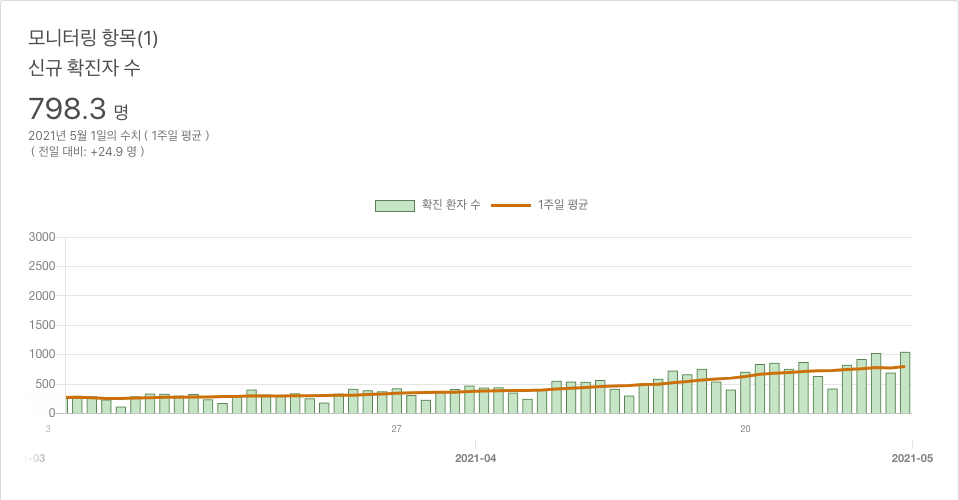 모니터링 항목(1)
신규 확진자 수
798.3 명
2021년 5월 1일의 수치 ( 1주일 평균 )
( 전일 대비: +24.9 명 )
확진 환자 수 1주일 평균
3000
2500
2000
1500
1000
500
0
3 27 20
-03 2021-04 2021-05